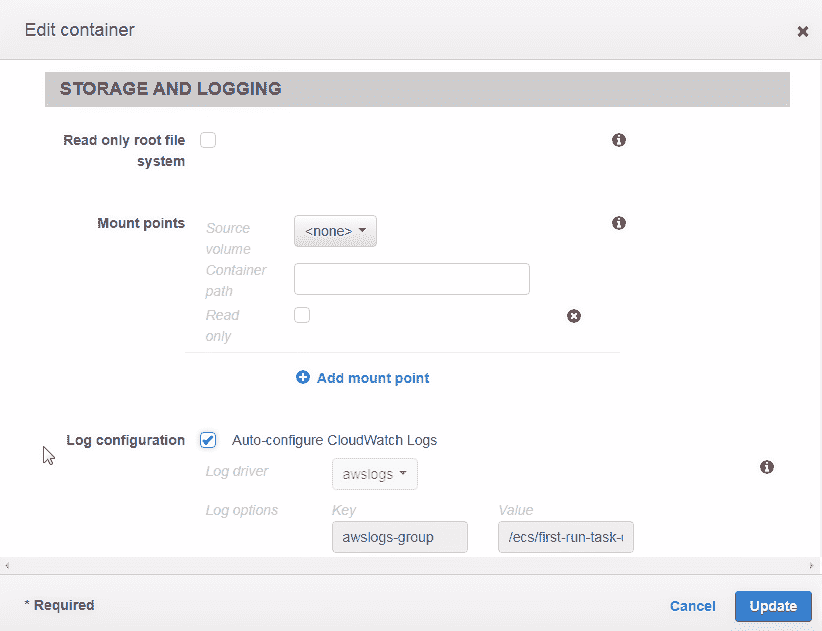 Edit container
STORAGE AND LOGGING
Read only root file
system
Mount points
Source
volume
<none>
Container
path
Read
only
Add mount point
Log configuration
Auto-configure CloudWatch Logs
Log driver
awslogs
Log options
Key
Value
awslogs-group
/ecs/first-run-task-
* Required
Cancel
Update